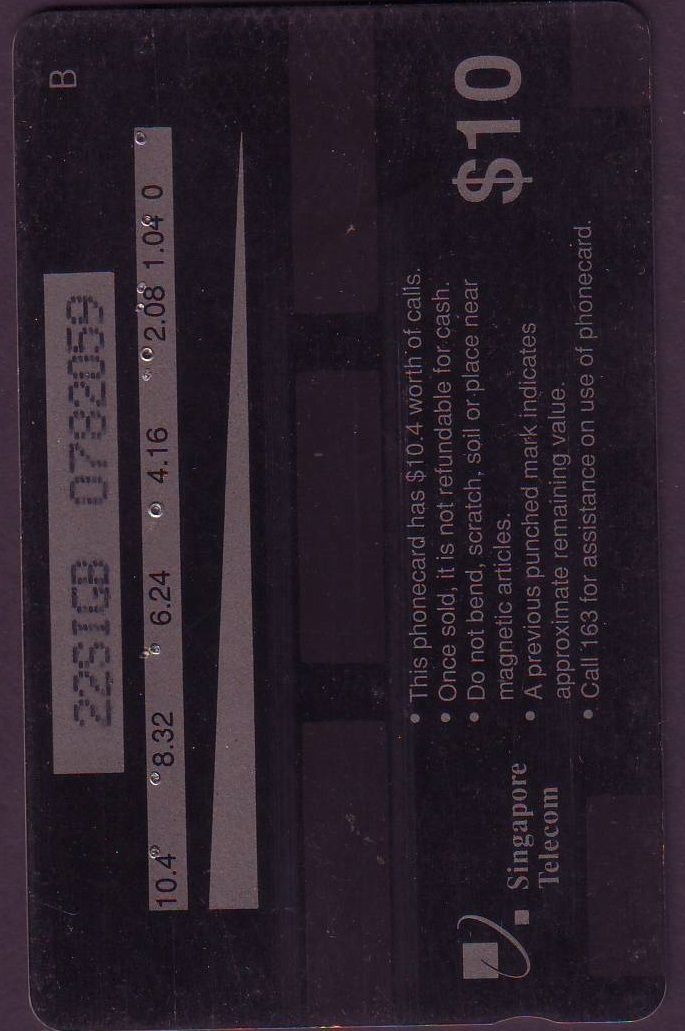 B
22SIGB 0782059
10.4 8.32 6.24 4.16 2.08 1.04 0
$10
• This phonecard has $10.4 worth of calls.
• Once sold, it is not refundable for cash.
• Do not bend, scratch, soil or place near
magnetic articles.
• A previous punched mark indicates
approximate remaining value.
• Call 163 for assistance on use of phonecard.
Singapore
Telecom